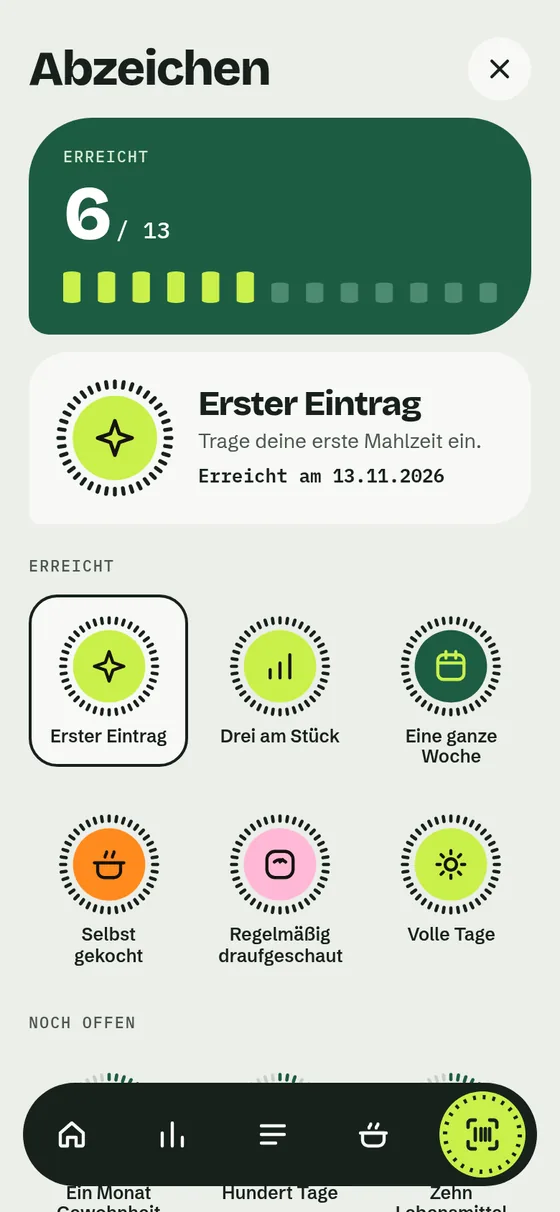 Abzeichen
ERREICHT
6 / 13
Erster Eintrag
Trage deine erste Mahlzeit ein.
Erreicht am 13.11.2026
ERREICHT
Erster Eintrag
Drei am Stück
Eine ganze
Woche
Selbst
gekocht
Regelmäßig
draufgeschaut
Volle Tage
NOCH OFFEN
Ein Monat
Gewohnheit
Hundert Tage
Zehn
Lebensmittel